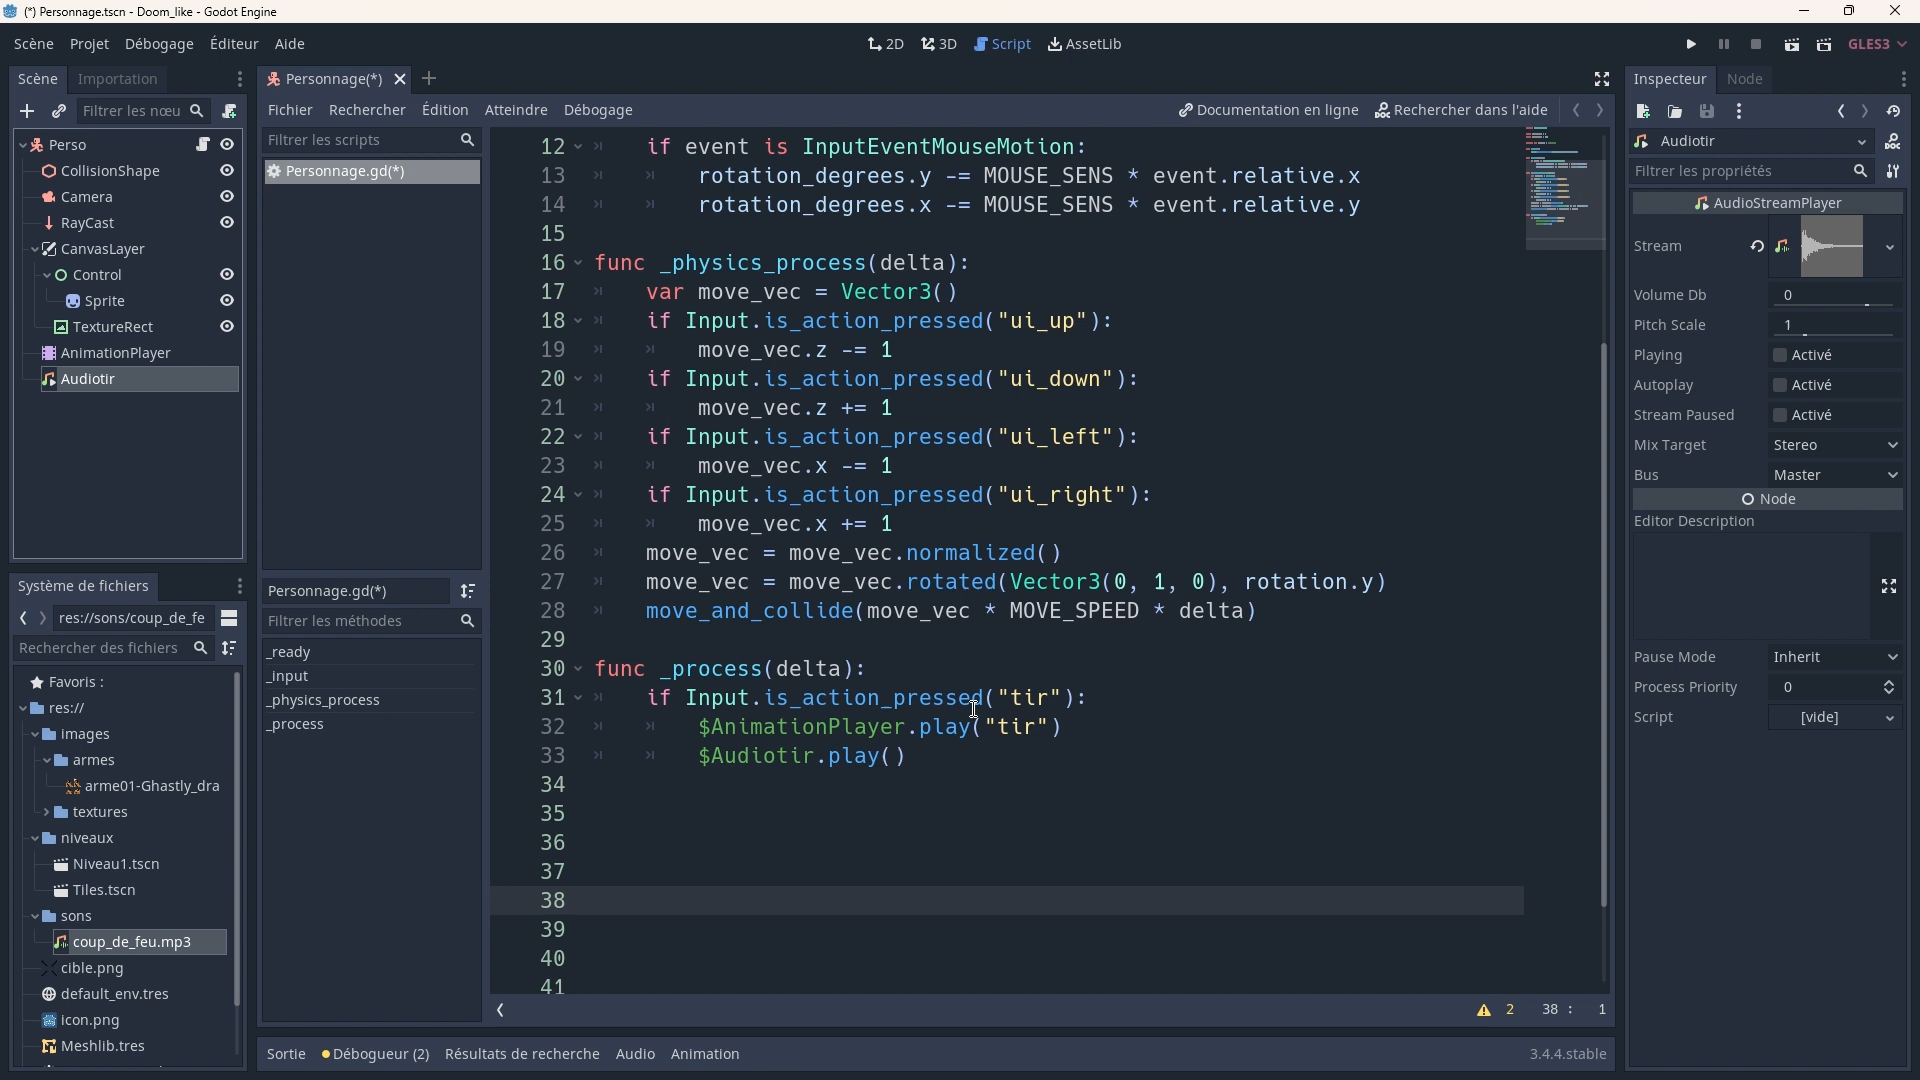 (*) Personnage.tscn - Doom_like - Godot Engine
Scène Projet Débogage Éditeur Aide
2D 3D Script AssetLib
GLES3
Scène Importation
Filtrer les nœu
Perso
CollisionShape
Camera
RayCast
CanvasLayer
Control
Sprite
TextureRect
AnimationPlayer
Audiotir
Système de fichiers
res://sons/coup_de_fe
Rechercher des fichiers
Favoris :
res://
images
armes
arme01-Ghastly_dra
textures
niveaux
Niveau1.tscn
Tiles.tscn
sons
coup_de_feu.mp3
cible.png
default_env.tres
icon.png
Meshlib.tres
Personnage(*)
Fichier Rechercher Édition Atteindre Débogage
Documentation en ligne Rechercher dans l'aide
Filtrer les scripts
Personnage.gd(*)
Personnage.gd(*)
Filtrer les méthodes
_ready
_input
_physics_process
_process
12 if event is InputEventMouseMotion:
13 rotation_degrees.y -= MOUSE_SENS * event.relative.x
14 rotation_degrees.x -= MOUSE_SENS * event.relative.y
15
16 func _physics_process(delta):
17 var move_vec = Vector3()
18 if Input.is_action_pressed("ui_up"):
19 move_vec.z -= 1
20 if Input.is_action_pressed("ui_down"):
21 move_vec.z += 1
22 if Input.is_action_pressed("ui_left"):
23 move_vec.x -= 1
24 if Input.is_action_pressed("ui_right"):
25 move_vec.x += 1
26 move_vec = move_vec.normalized()
27 move_vec = move_vec.rotated(Vector3(0, 1, 0), rotation.y)
28 move_and_collide(move_vec * MOVE_SPEED * delta)
29
30 func _process(delta):
31 if Input.is_action_pressed("tir"):
32 $AnimationPlayer.play("tir")
33 $Audiotir.play()
34
35
36
37
38
39
40
41
2 38 : 1
Sortie Débogueur (2) Résultats de recherche Audio Animation
3.4.4.stable
Inspecteur Node
Audiotir
Filtrer les propriétés
AudioStreamPlayer
Stream
Volume Db 0
Pitch Scale 1
Playing Activé
Autoplay Activé
Stream Paused Activé
Mix Target Stereo
Bus Master
Node
Editor Description
Pause Mode Inherit
Process Priority 0
Script [vide]